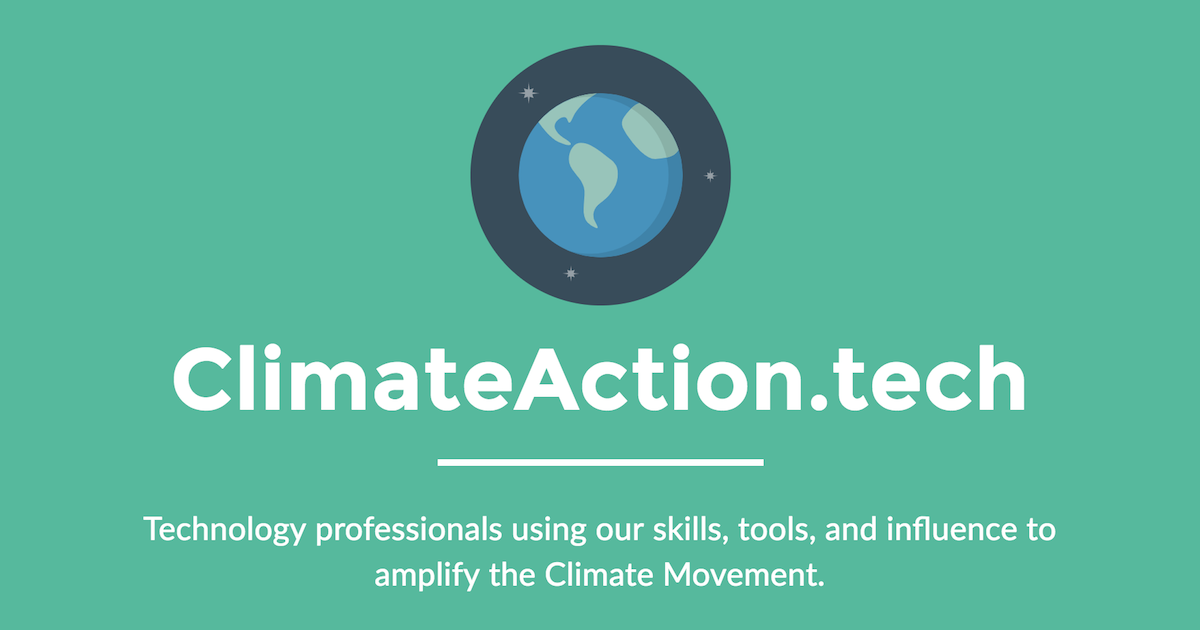 ClimateAction.tech
Technology professionals using our skills, tools, and influence to
amplify the Climate Movement.